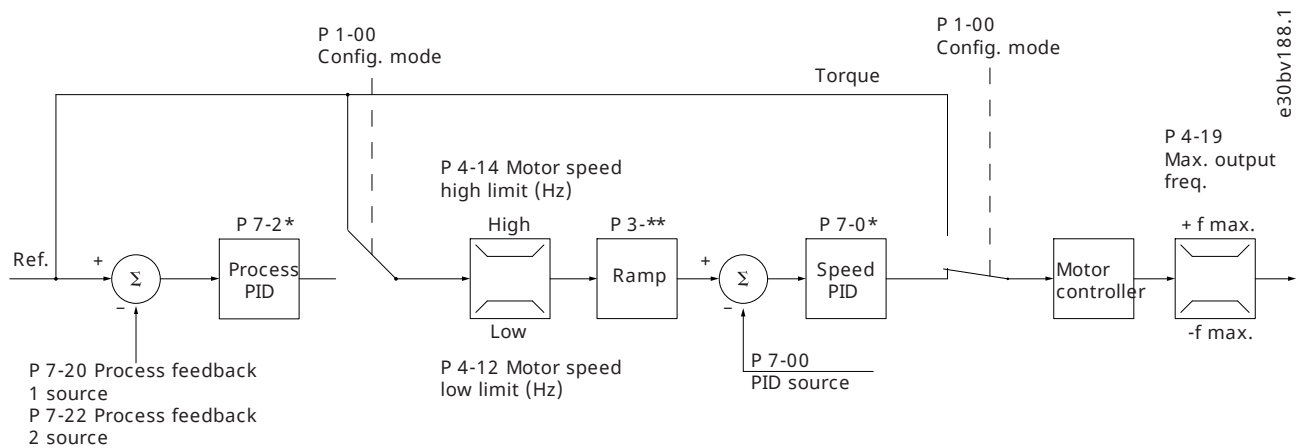 P 1-00
Config. mode
P 1-00
Config. mode
e30bv188.1
Torque
P 4-19
Max. output
freq.
P 4-14 Motor speed
high limit (Hz)
P 7-2*
High
P 3-**
P 7-0*
+ f max.
Ref.
+
Σ
–
Process
PID
Ramp
+
Σ
–
Speed
PID
Motor
controller
Low
-f max.
P 7-20 Process feedback
1 source
P 7-22 Process feedback
2 source
P 4-12 Motor speed
low limit (Hz)
P 7-00
PID source